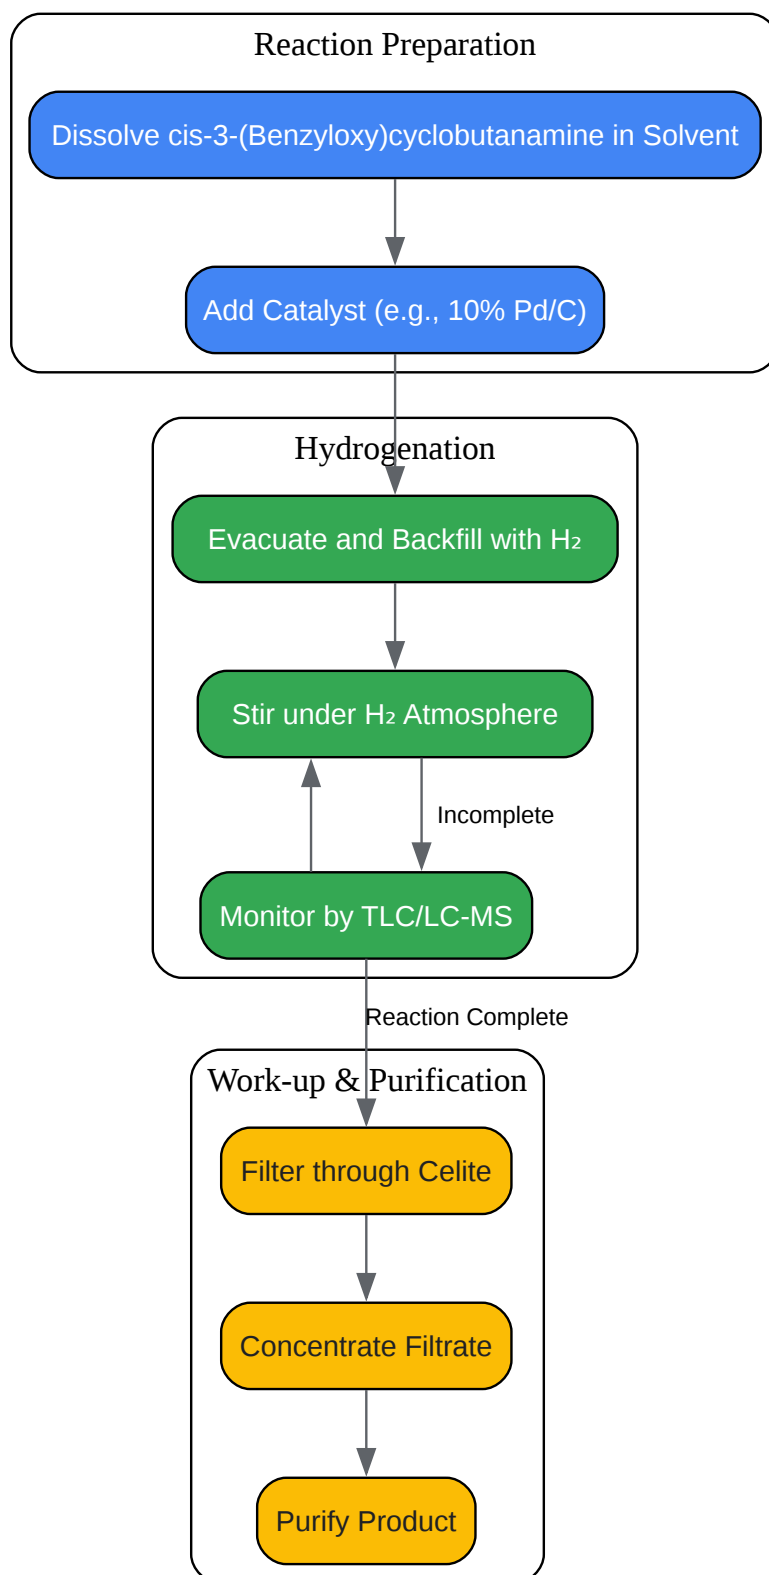 Reaction Preparation
Dissolve cis-3-(Benzyloxy)cyclobutanamine in Solvent
Add Catalyst (e.g., 10% Pd/C)
Hydrogenation
Evacuate and Backfill with H₂
Stir under H₂ Atmosphere
Incomplete
Monitor by TLC/LC-MS
Reaction Complete
Work-up & Purification
Filter through Celite
Concentrate Filtrate
Purify Product